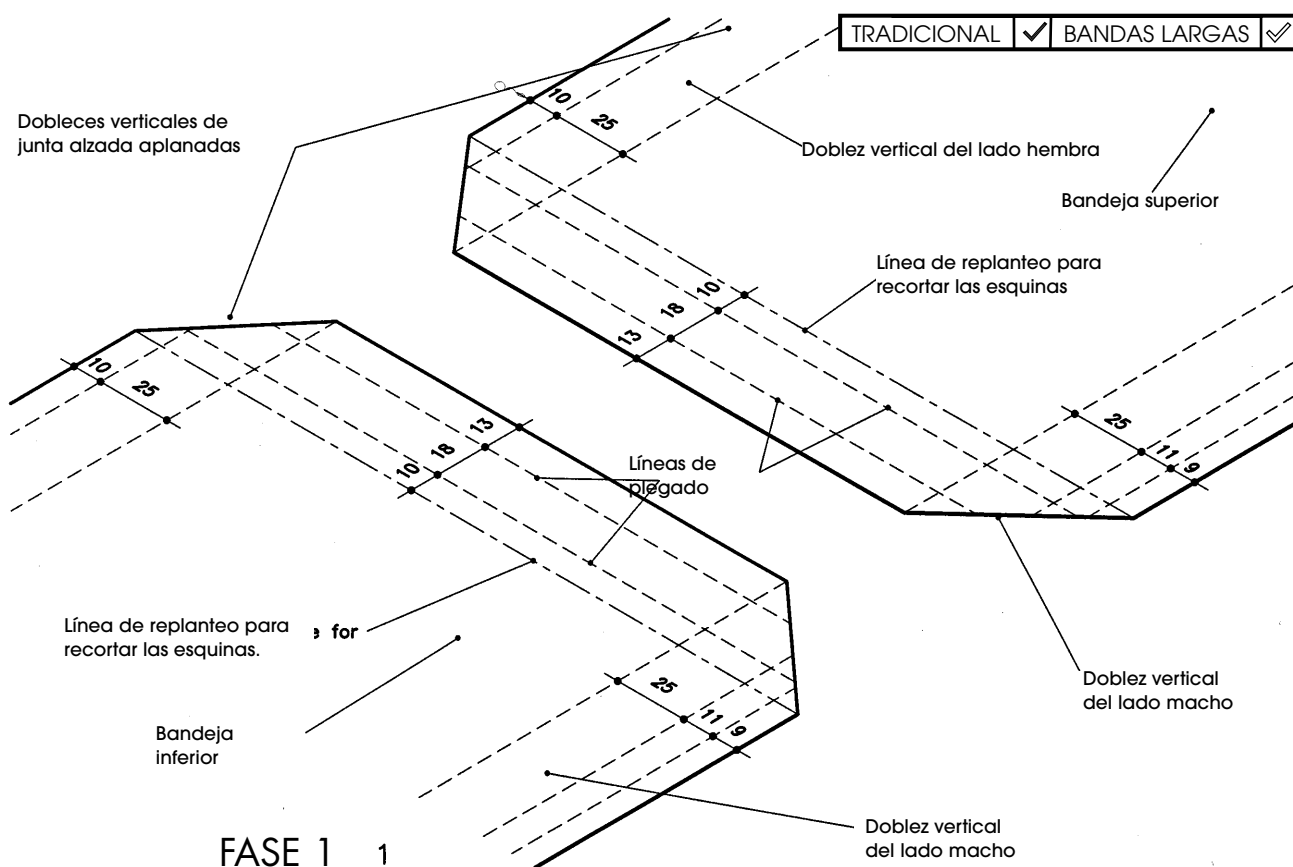 TRADICIONAL BANDAS LARGAS
Dobleces verticales de
junta alzada aplanadas
10
25
Doblez vertical del lado hembra
Bandeja superior
Línea de replanteo para
recortar las esquinas
10
18
13
10
25
13
18
10
25
11
9
Líneas de
plegado
Línea de replanteo para
recortar las esquinas.
for
Bandeja
inferior
25
11
9
Doblez vertical
del lado macho
Doblez vertical
del lado macho
FASE 1 1